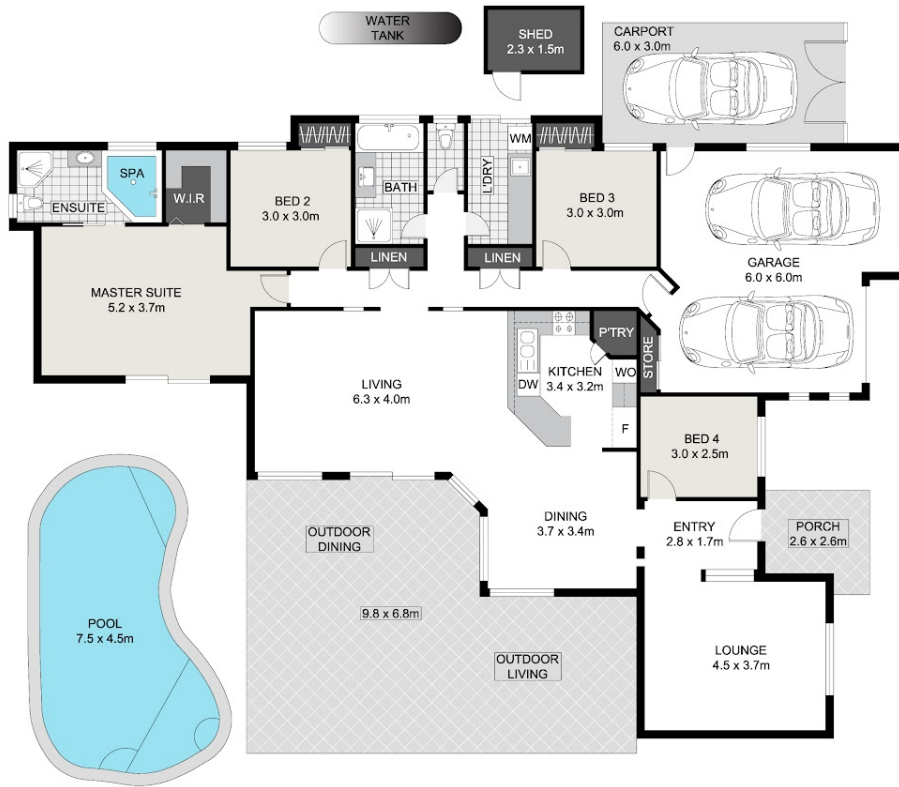 WATER
TANK
SHED
2.3 x 1.5m
CARPORT
6.0 x 3.0m
SPA
ENSUITE
W.I.R
BED 2
3.0 x 3.0m
BATH
L'DRY
WM
BED 3
3.0 x 3.0m
GARAGE
6.0 x 6.0m
LINEN
LINEN
MASTER SUITE
5.2 x 3.7m
P'TRY
STORE
KITCHEN
3.4 x 3.2m
WO
DW
F
LIVING
6.3 x 4.0m
BED 4
3.0 x 2.5m
DINING
3.7 x 3.4m
ENTRY
2.8 x 1.7m
PORCH
2.6 x 2.6m
OUTDOOR
DINING
9.8 x 6.8m
OUTDOOR
LIVING
POOL
7.5 x 4.5m
LOUNGE
4.5 x 3.7m